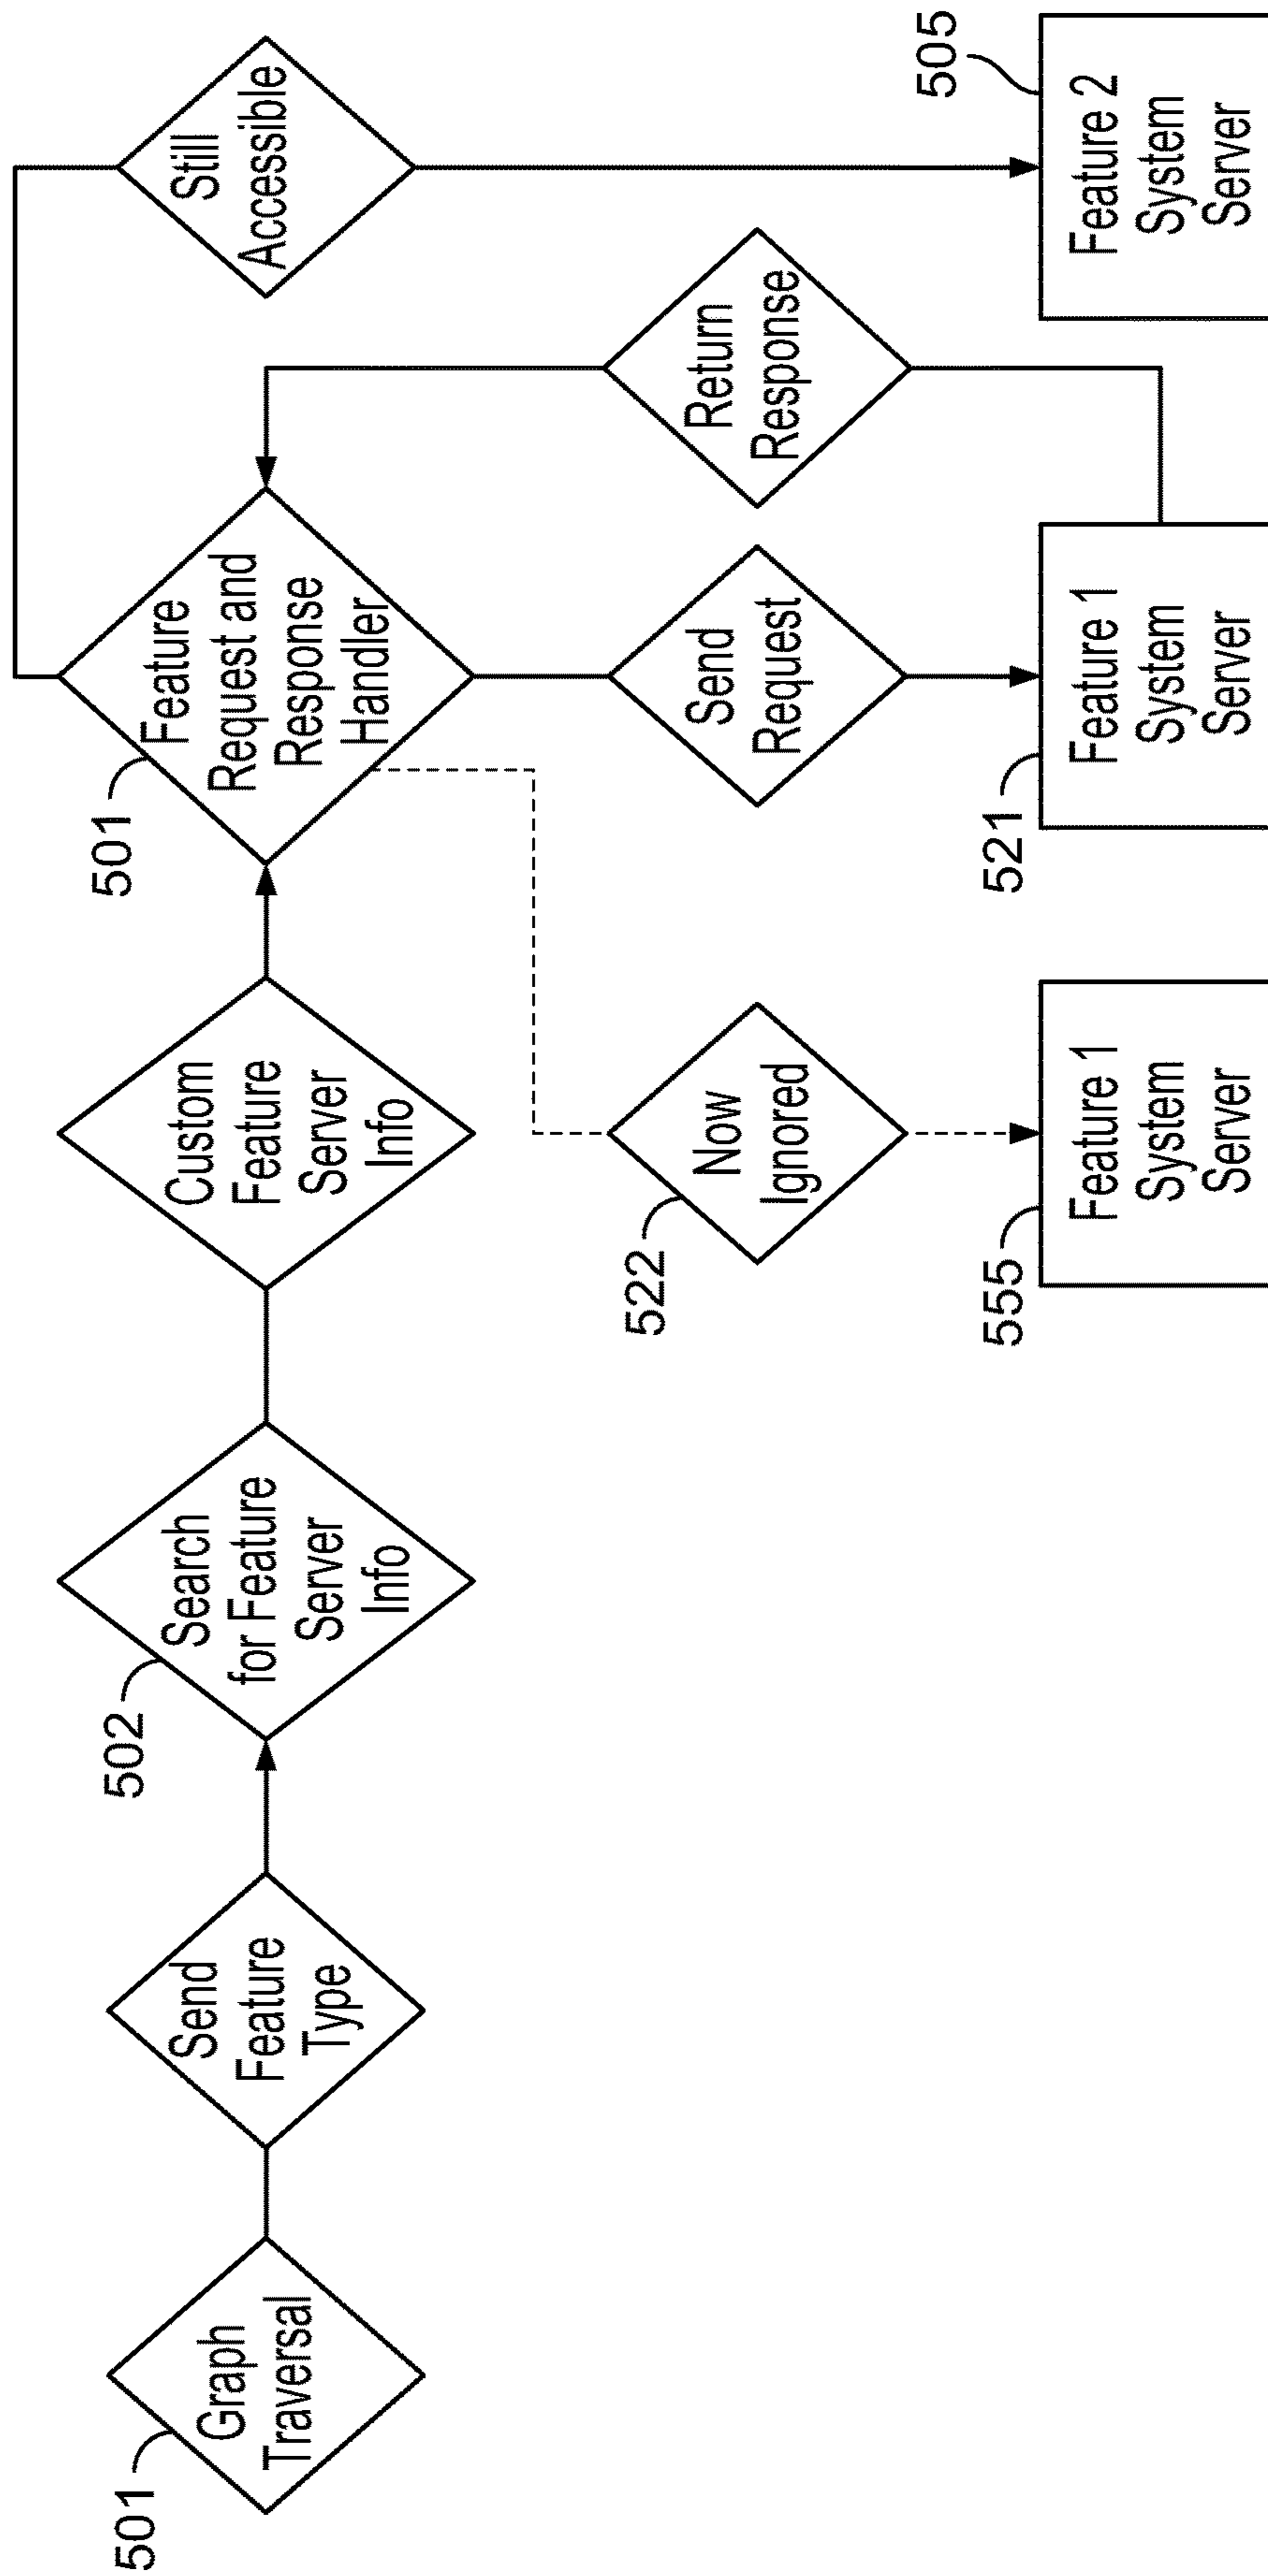 501
Graph
Traversal
Send
Feature
Type
502
Search
for Feature
Server
Info
Custom
Feature
Server
Info
501
Feature
Request and
Response
Handler
Still
Accessible
522
Now
Ignored
Send
Request
Return
Response
555
Feature 1
System
Server
521
Feature 1
System
Server
505
Feature 2
System
Server